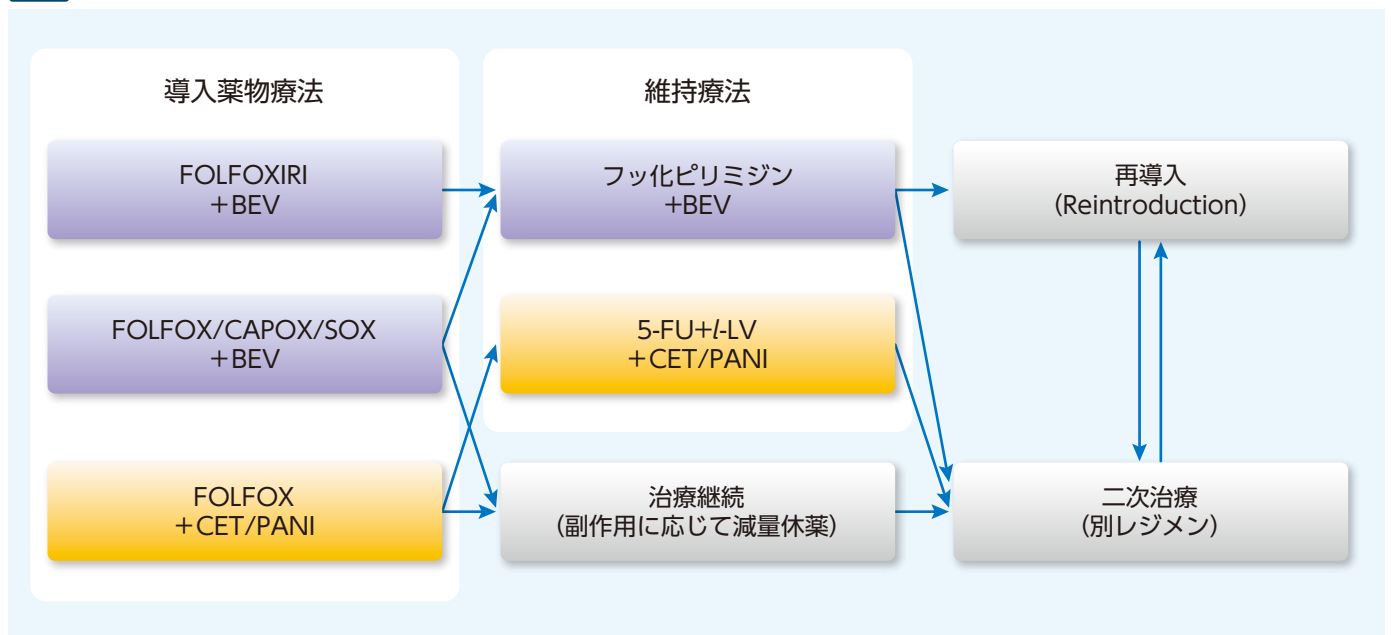 導入薬物療法
FOLFOXIRI
+BEV
FOLFOX/CAPOX/SOX
+BEV
FOLFOX
+CET/PANI
維持療法
フッ化ピリミジン
+BEV
5-FU+l-LV
+CET/PANI
治療継続
(副作用に応じて減量休薬)
再導入
(Reintroduction)
二次治療
(別レジメン)